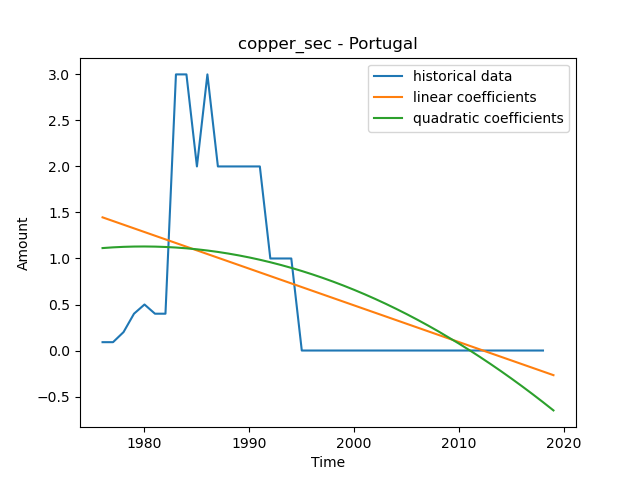 copper_sec - Portugal
historical data
linear coefficients
quadratic coefficients
3.0
2.5
2.0
1.5
1.0
0.5
0.0
−0.5
Amount
1980
1990
2000
2010
2020
Time